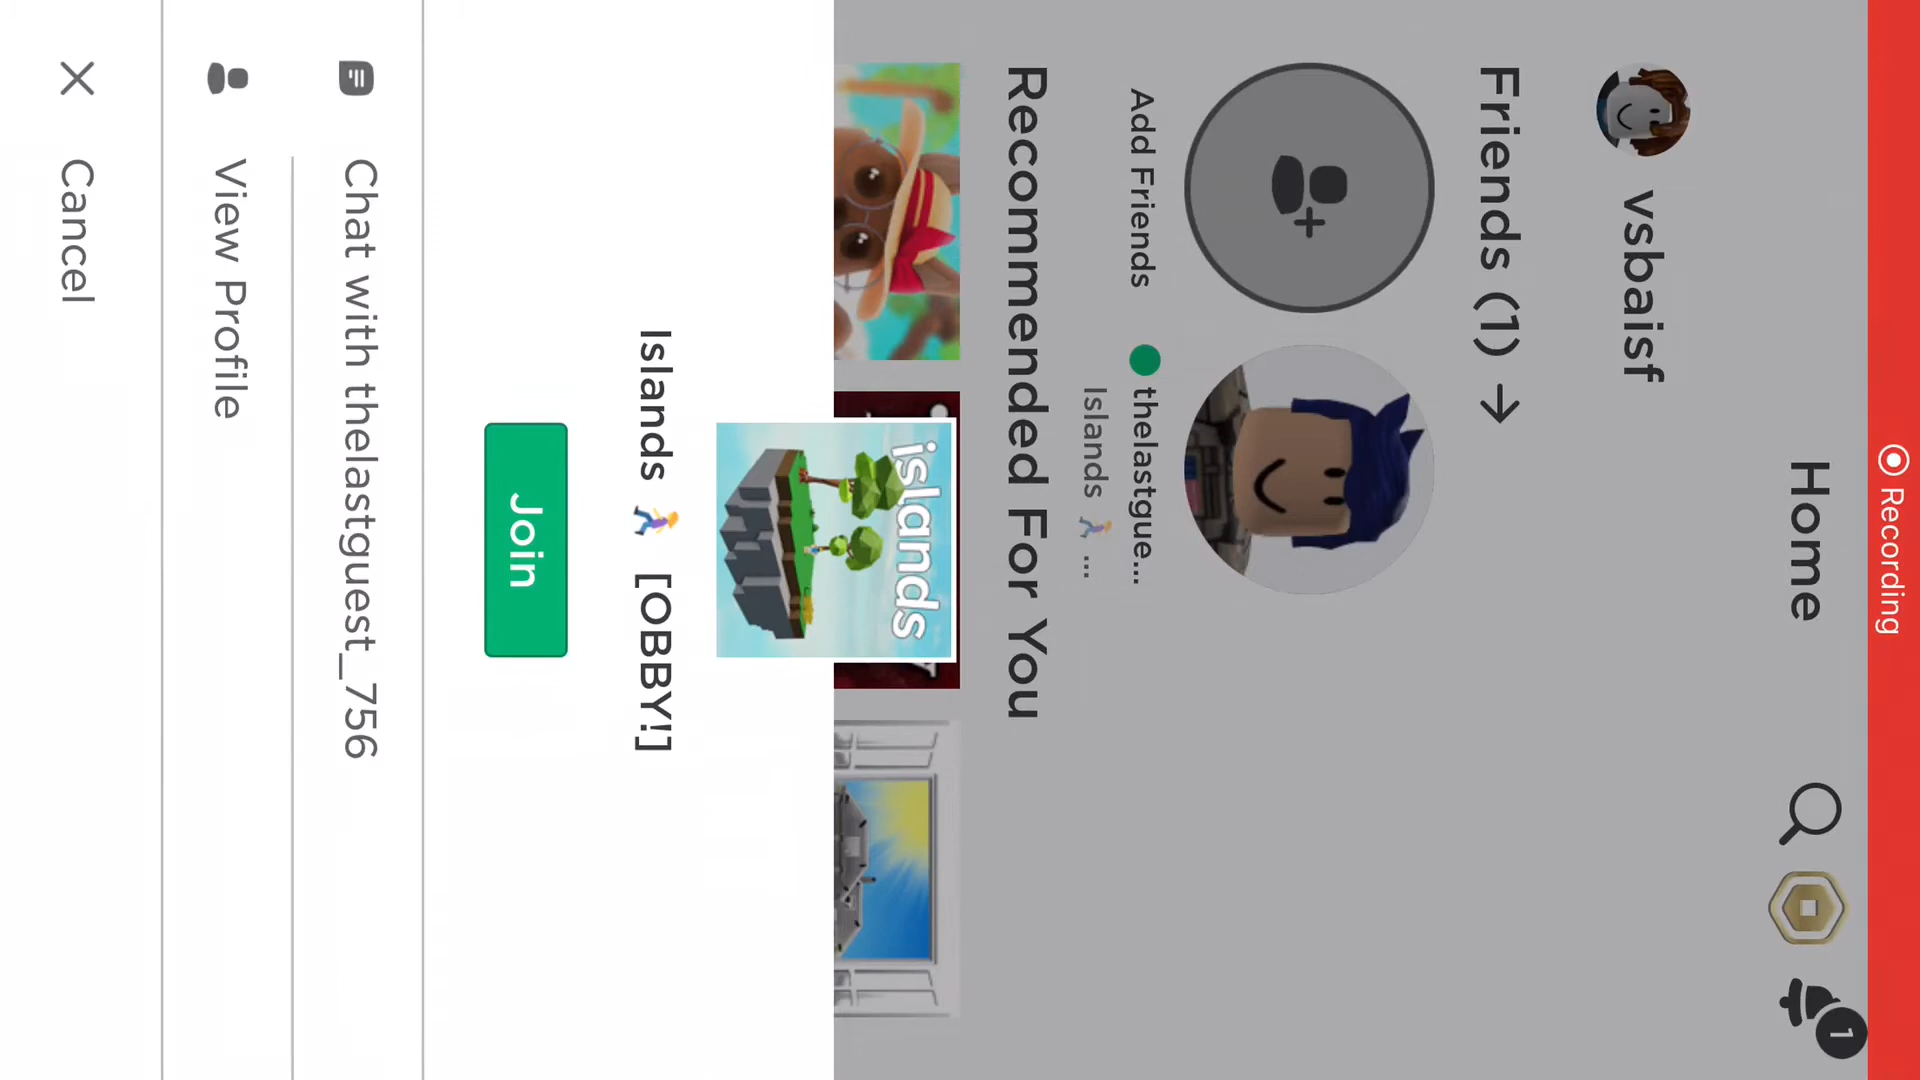 Recording
Home
1
vsbaisf
Friends (1) →
Add Friends
thelastgue...
Islands 🏃‍♀️ ...
Recommended For You
islands
Islands 🏃‍♀️ [OBBY!]
Join
Chat with thelastguest_756
View Profile
Cancel